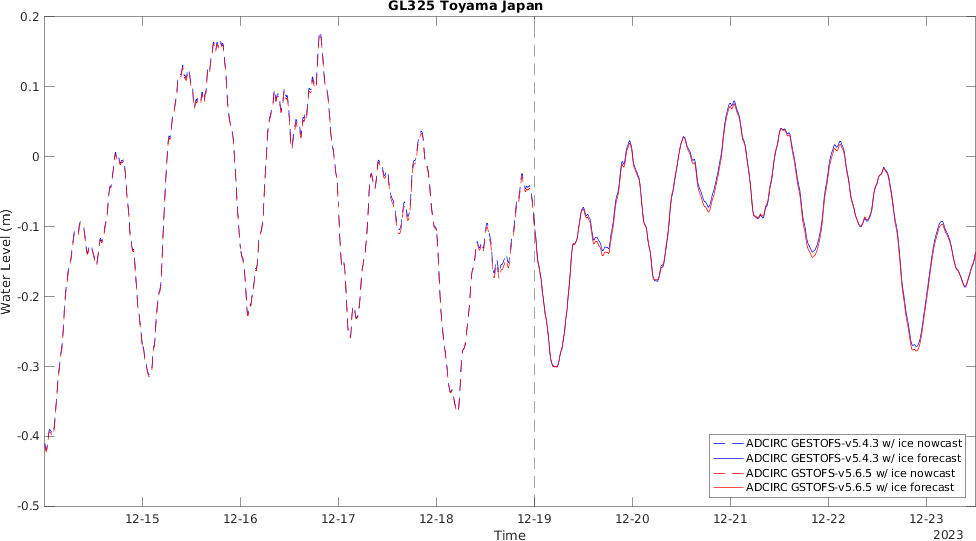 GL325 Toyama Japan
0.2
0.1
0
-0.1
-0.2
-0.3
-0.4
-0.5
Water Level (m)
12-15 12-16 12-17 12-18 12-19 12-20 12-21 12-22 12-23
Time
2023
ADCIRC GESTOFS-v5.4.3 w/ ice nowcast
ADCIRC GESTOFS-v5.4.3 w/ ice forecast
ADCIRC GSTOFS-v5.6.5 w/ ice nowcast
ADCIRC GSTOFS-v5.6.5 w/ ice forecast